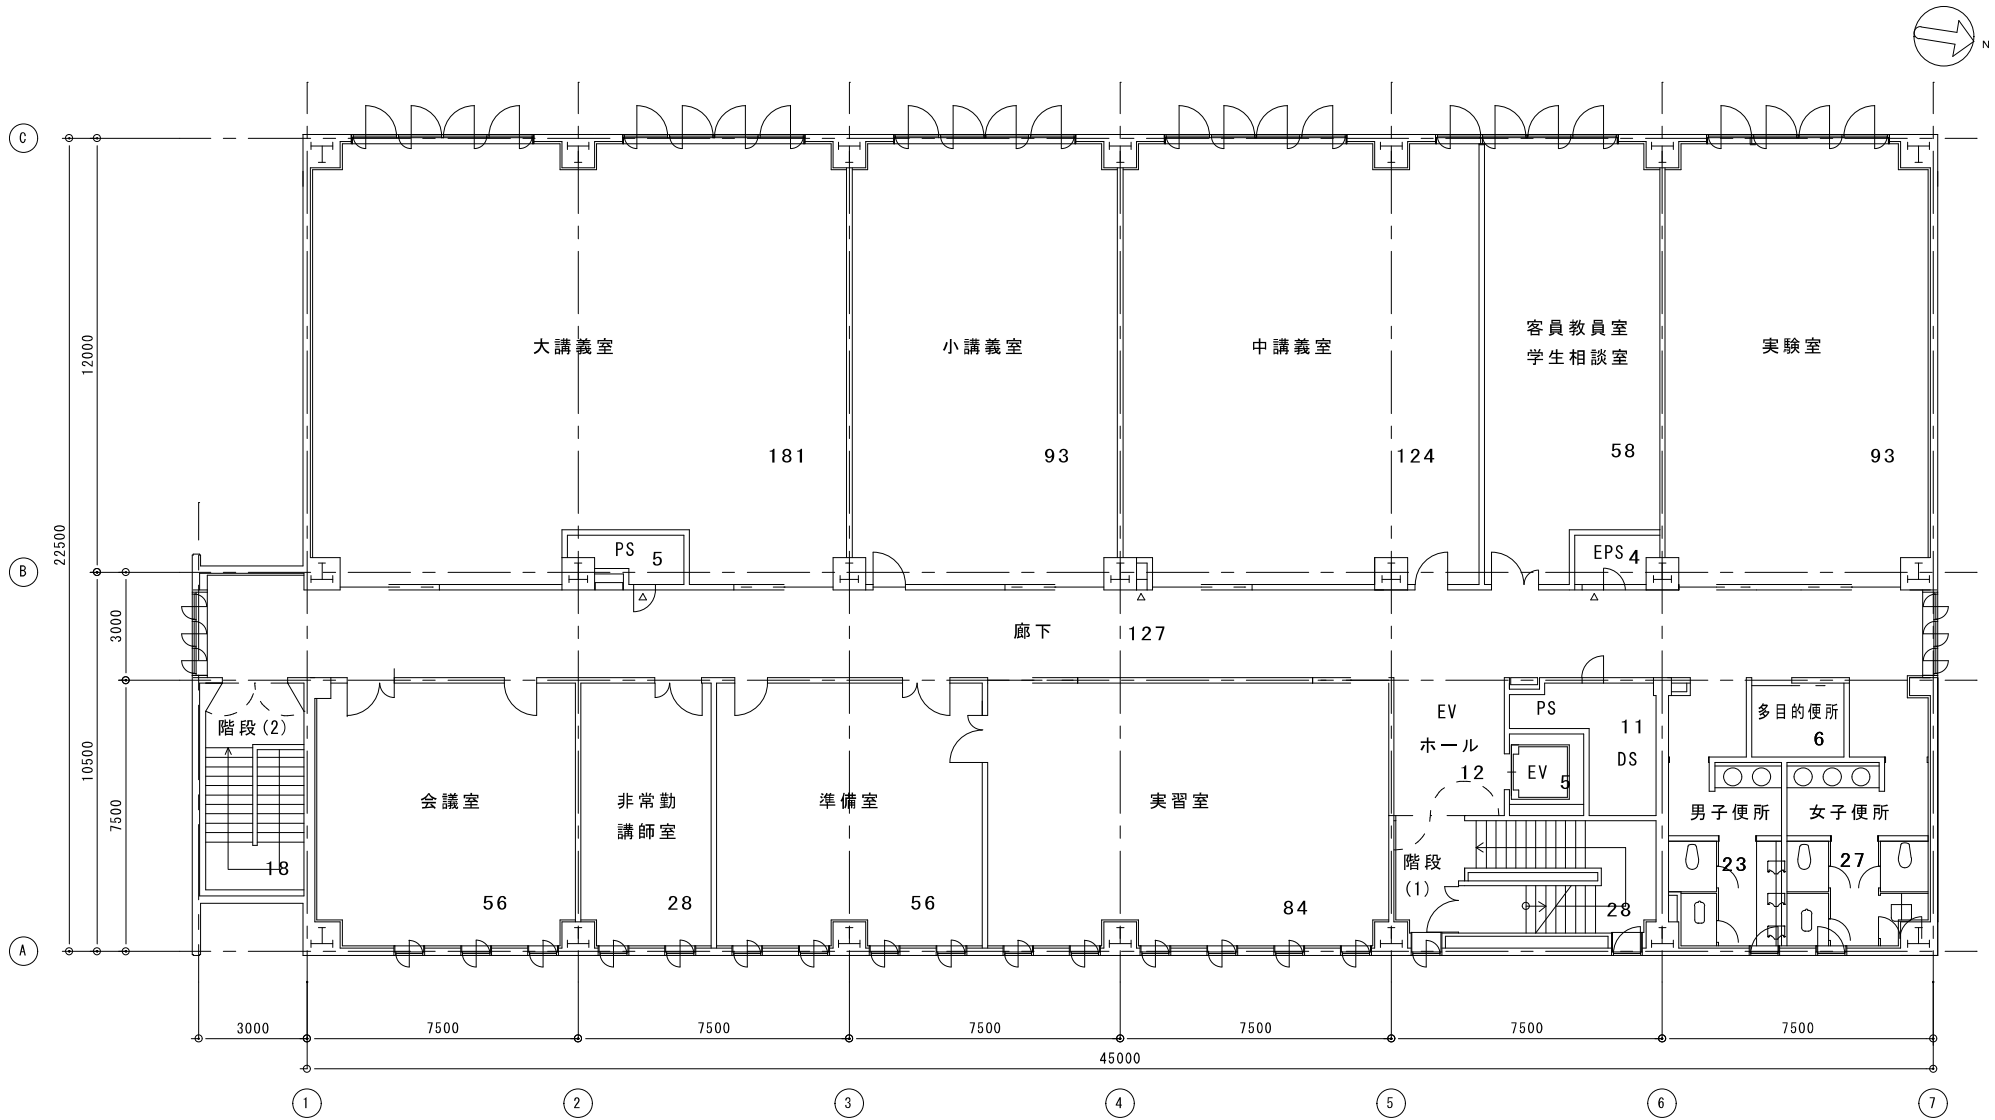 N
C
12000
22500
大講義室
小講義室
中講義室
客員教員室
学生相談室
実験室
181
93
124
58
93
PS
5
EPS
4
B
3000
廊下
127
10500
7500
階段(2)
18
会議室
56
非常勤
講師室
28
準備室
56
実習室
84
EV
ホール
12
PS
11
DS
EV
5
階段
(1)
28
多目的便所
6
男子便所
女子便所
23
27
A
3000
7500
7500
7500
7500
7500
7500
45000
1
2
3
4
5
6
7